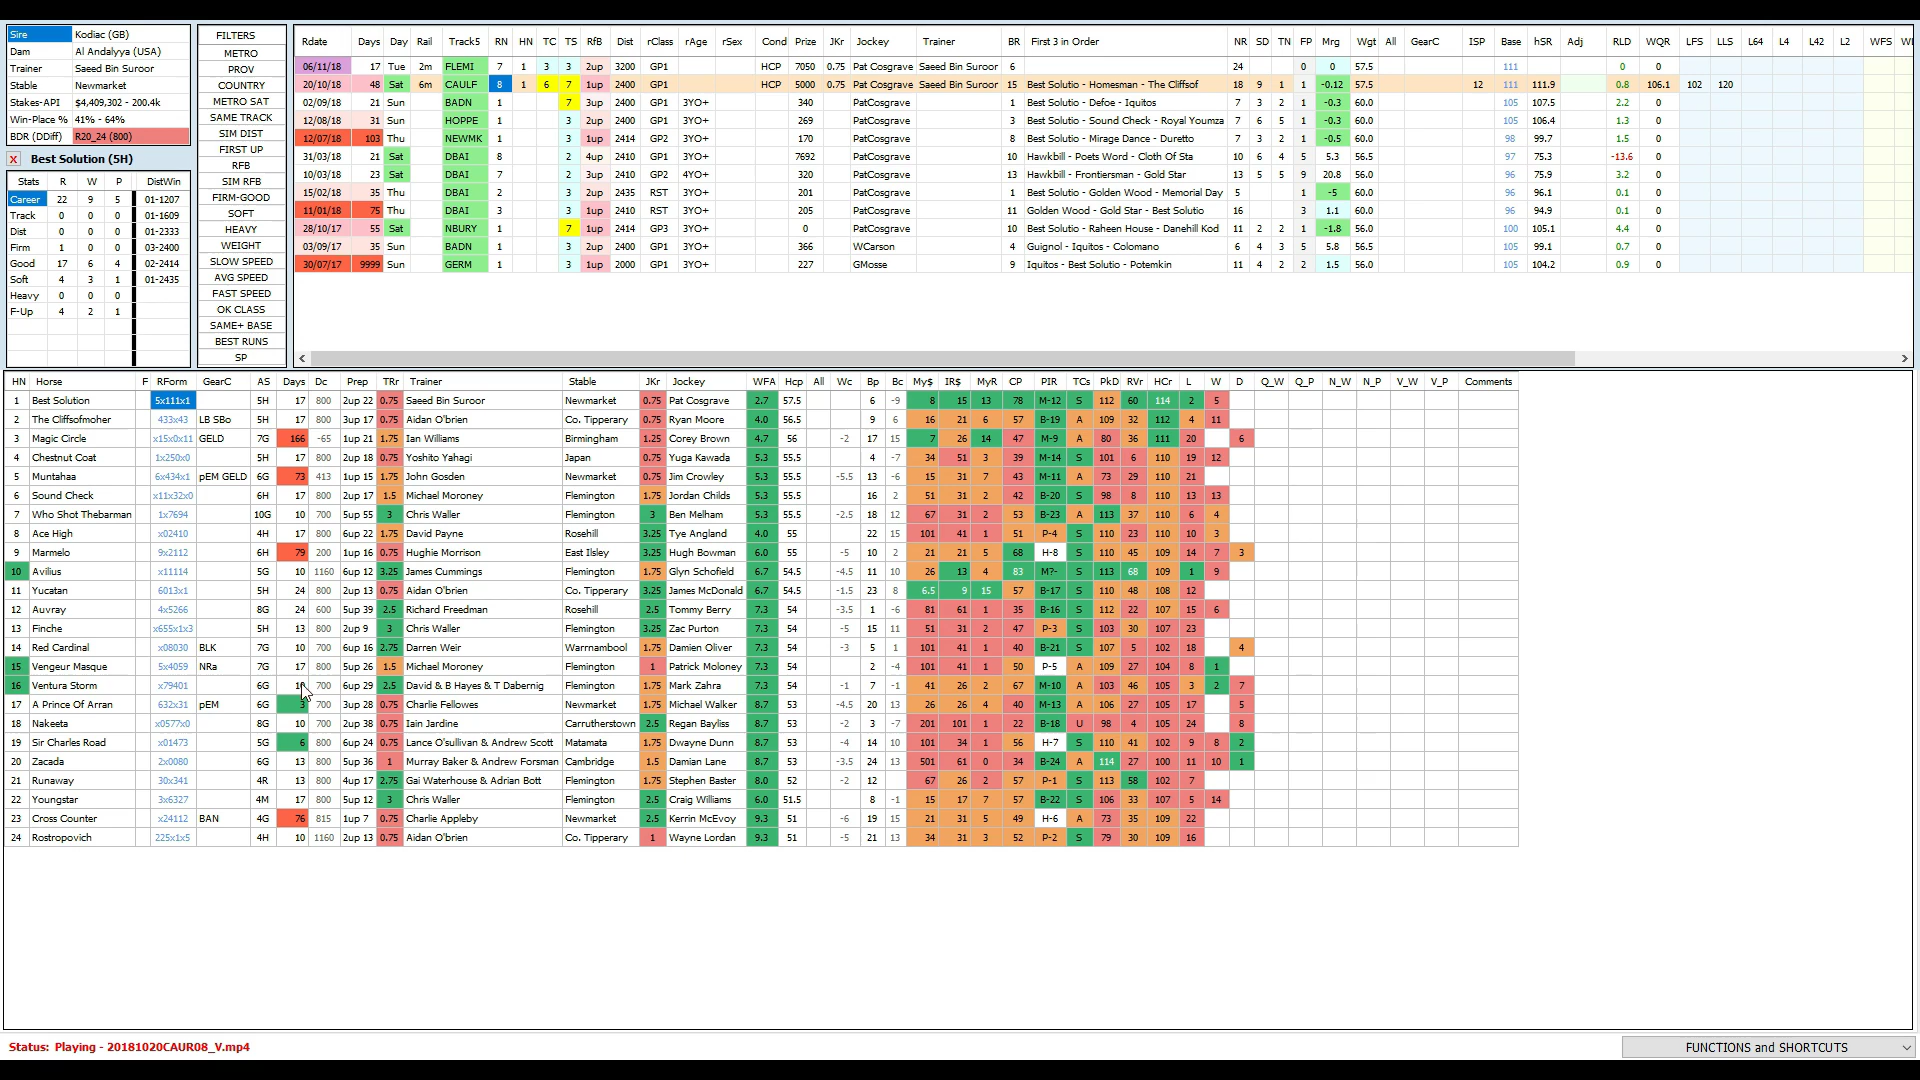 Sire Kodiac (GB)
Dam Al Andalyya (USA)
Trainer Saeed Bin Suroor
Stable Newmarket
Stakes-API $4,409,302 - 200.4k
Win-Place % 41% - 64%
BDR (DDiff) R20_24 (800)
X Best Solution (5H)
Stats R W P DistWin
Career 22 9 5 01-1207
Track 0 0 0 01-1609
Dist 0 0 0 01-2333
Firm 1 0 0 03-2400
Good 17 6 4 02-2414
Soft 4 3 1 01-2435
Heavy 0 0 0
F-Up 4 2 1
FILTERS
METRO
PROV
COUNTRY
METRO SAT
SAME TRACK
SIM DIST
FIRST UP
RFB
SIM RFB
FIRM-GOOD
SOFT
HEAVY
WEIGHT
SLOW SPEED
AVG SPEED
FAST SPEED
OK CLASS
SAME+ BASE
BEST RUNS
SP
Rdate Days Day Rail Track5 RN HN TC TS RfB Dist rClass rAge rSex Cond Prize JKr Jockey Trainer BR First 3 in Order NR SD TN FP Mrg Wgt All GearC ISP Base hSR Adj RLD WQR LFS LLS L64 L4 L42 L2 WFS
06/11/18 17 Tue 2m FLEMI 7 1 3 3 2up 3200 GP1 HCP 7050 0.75 Pat Cosgrave Saeed Bin Suroor 6 24 0 0 57.5 111 0 0
20/10/18 48 Sat 6m CAULF 8 1 6 7 1up 2400 GP1 HCP 5000 0.75 Pat Cosgrave Saeed Bin Suroor 15 Best Solutio - Homesman - The Cliffsof 18 9 1 1 -0.12 57.5 12 111 111.9 0.8 106.1 102 120
02/09/18 21 Sun BADN 1 7 3up 2400 GP1 3YO+ 340 PatCosgrave 1 Best Solutio - Defoe - Iquitos 7 3 2 1 -0.3 60.0 105 107.5 2.2 0
12/08/18 31 Sun HOPPE 1 3 2up 2400 GP1 3YO+ 269 PatCosgrave 3 Best Solutio - Sound Check - Royal Youmza 7 6 5 1 -0.3 60.0 105 106.4 1.3 0
12/07/18 103 Thu NEWMK 1 3 1up 2414 GP2 3YO+ 170 PatCosgrave 8 Best Solutio - Mirage Dance - Duretto 7 3 2 1 -0.5 60.0 98 99.7 1.5 0
31/03/18 21 Sat DBAI 8 2 4up 2410 GP1 3YO+ 7692 PatCosgrave 10 Hawkbill - Poets Word - Cloth Of Sta 10 6 4 5 5.3 56.5 97 75.3 -13.6 0
10/03/18 23 Sat DBAI 7 2 3up 2410 GP2 4YO+ 320 PatCosgrave 13 Hawkbill - Frontiersman - Gold Star 13 5 5 9 20.8 56.0 96 75.9 3.2 0
15/02/18 35 Thu DBAI 2 3 2up 2435 RST 3YO+ 201 PatCosgrave 1 Best Solutio - Golden Wood - Memorial Day 5 1 -5 60.0 96 96.1 0.1 0
11/01/18 75 Thu DBAI 3 3 1up 2410 RST 3YO+ 205 PatCosgrave 11 Golden Wood - Gold Star - Best Solutio 16 3 1.1 60.0 96 94.9 0.1 0
28/10/17 55 Sat NBURY 1 7 1up 2414 GP3 3YO+ 0 PatCosgrave 10 Best Solutio - Raheen House - Danehill Kod 11 2 2 1 -1.8 56.0 100 105.1 4.4 0
03/09/17 35 Sun BADN 1 3 2up 2400 GP1 3YO+ 366 WCarson 4 Guignol - Iquitos - Colomano 6 4 3 5 5.8 56.5 105 99.1 0.7 0
30/07/17 9999 Sun GERM 1 3 1up 2000 GP1 3YO+ 227 GMosse 9 Iquitos - Best Solutio - Potemkin 11 4 2 2 1.5 56.0 105 104.2 0.9 0
HN Horse F RForm GearC AS Days Dc Prep TRr Trainer Stable JKr Jockey WFA Hcp All Wc Bp Bc My$ IR$ MyR CP PIR TCs PkD RVr HCr L W D Q_W Q_P N_W N_P V_W V_P Comments
1 Best Solution 5x111x1 5H 17 800 2up 22 0.75 Saeed Bin Suroor Newmarket 0.75 Pat Cosgrave 2.7 57.5 6 -9 8 15 13 78 M-12 S 112 60 114 2 5
2 The Cliffsofmoher 433x43 LB SBo 5H 17 800 3up 17 0.75 Aidan O'brien Co. Tipperary 0.75 Ryan Moore 4.0 56.5 9 6 16 21 6 57 B-19 A 109 32 112 4 11
3 Magic Circle x15x0x11 GELD 7G 166 -65 1up 21 1.75 Ian Williams Birmingham 1.25 Corey Brown 4.7 56 -2 17 15 7 26 14 47 M-9 A 80 36 111 20 6
4 Chestnut Coat 1x250x0 5H 17 800 2up 18 0.75 Yoshito Yahagi Japan 0.75 Yuga Kawada 5.3 55.5 4 -7 34 51 3 39 M-14 S 101 6 110 19 12
5 Muntahaa 6x434x1 pEM GELD 6G 73 413 1up 15 1.75 John Gosden Newmarket 0.75 Jim Crowley 5.3 55.5 -5.5 13 -6 15 31 7 43 M-11 A 73 29 110 21
6 Sound Check x11x32x0 6H 17 800 2up 17 1.5 Michael Moroney Flemington 1.75 Jordan Childs 5.3 55.5 16 2 51 31 2 42 B-20 S 98 8 110 13 13
7 Who Shot Thebarman 1x7694 10G 10 700 5up 55 3 Chris Waller Flemington 3 Ben Melham 5.3 55.5 -2.5 18 12 67 31 2 53 B-23 A 113 37 110 6 4
8 Ace High x02410 4H 17 800 6up 22 1.75 David Payne Rosehill 3.25 Tye Angland 4.0 55 22 15 101 41 1 51 P-4 S 110 23 110 10 3
9 Marmelo 9x2112 6H 79 200 1up 16 0.75 Hughie Morrison East Ilsley 3.25 Hugh Bowman 6.0 55 -5 10 2 21 21 5 68 H-8 S 110 45 109 14 7 3
10 Avilius x11114 5G 10 1160 6up 12 3.25 James Cummings Flemington 1.75 Glyn Schofield 6.7 54.5 -4.5 11 10 26 13 4 83 M?- S 113 68 109 1 9
11 Yucatan 6013x1 5H 24 800 2up 13 0.75 Aidan O'brien Co. Tipperary 3.25 James McDonald 6.7 54.5 -1.5 23 8 6.5 9 15 57 B-17 S 110 48 108 12
12 Auvray 4x5266 8G 24 600 5up 39 2.5 Richard Freedman Rosehill 2.5 Tommy Berry 7.3 54 -3.5 1 -6 81 61 1 35 B-16 S 112 22 107 15 6
13 Finche x655x1x3 5H 13 800 2up 9 3 Chris Waller Flemington 3.25 Zac Purton 7.3 54 -5 15 11 51 31 2 47 P-3 S 103 30 107 23
14 Red Cardinal x08030 BLK 7G 10 700 6up 16 2.75 Darren Weir Warrnambool 1.75 Damien Oliver 7.3 54 -3 5 1 101 41 1 40 B-21 S 107 5 102 18 4
15 Vengeur Masque 5x4059 NRa 7G 17 800 5up 26 1.5 Michael Moroney Flemington 1 Patrick Moloney 7.3 54 2 -4 101 41 1 50 P-5 A 109 27 104 8 1
16 Ventura Storm x79401 6G 700 6up 29 2.5 David & B Hayes & T Dabernig Flemington 1.75 Mark Zahra 7.3 54 -1 7 -1 41 26 2 67 M-10 A 103 46 105 3 2 7
17 A Prince Of Arran 632x31 pEM 6G 3 700 3up 28 0.75 Charlie Fellowes Newmarket 1.75 Michael Walker 8.7 53 -4.5 20 13 26 26 4 40 M-13 A 106 27 105 17 5
18 Nakeeta x0577x0 8G 10 700 2up 38 0.75 Iain Jardine Carrutherstown 2.5 Regan Bayliss 8.7 53 -2 3 -7 201 101 1 22 B-18 U 98 4 105 24 8
19 Sir Charles Road x01473 5G 6 800 6up 24 0.75 Lance O'sullivan & Andrew Scott Matamata 1.75 Dwayne Dunn 8.7 53 -4 14 10 101 34 1 56 H-7 S 110 41 102 9 8 2
20 Zacada 2x0080 6G 13 800 5up 36 1 Murray Baker & Andrew Forsman Cambridge 1.5 Damian Lane 8.7 53 -3.5 24 13 501 61 0 34 B-24 A 114 27 100 11 10 1
21 Runaway 30x341 4R 13 800 4up 17 2.75 Gai Waterhouse & Adrian Bott Flemington 1.75 Stephen Baster 8.0 52 -2 12 67 26 2 57 P-1 S 113 58 102 7
22 Youngstar 3x6327 4M 17 800 5up 12 3 Chris Waller Flemington 2.5 Craig Williams 6.0 51.5 8 -1 15 17 7 57 B-22 S 106 33 107 5 14
23 Cross Counter x24112 BAN 4G 76 815 1up 7 0.75 Charlie Appleby Newmarket 2.5 Kerrin McEvoy 9.3 51 -6 19 15 21 31 5 49 H-6 A 73 35 109 22
24 Rostropovich 225x1x5 4H 10 1160 2up 13 0.75 Aidan O'brien Co. Tipperary 1 Wayne Lordan 9.3 51 -5 21 13 34 31 3 52 P-2 S 79 30 109 16
Status: Playing - 20181020CAUR08_V.mp4
FUNCTIONS and SHORTCUTS